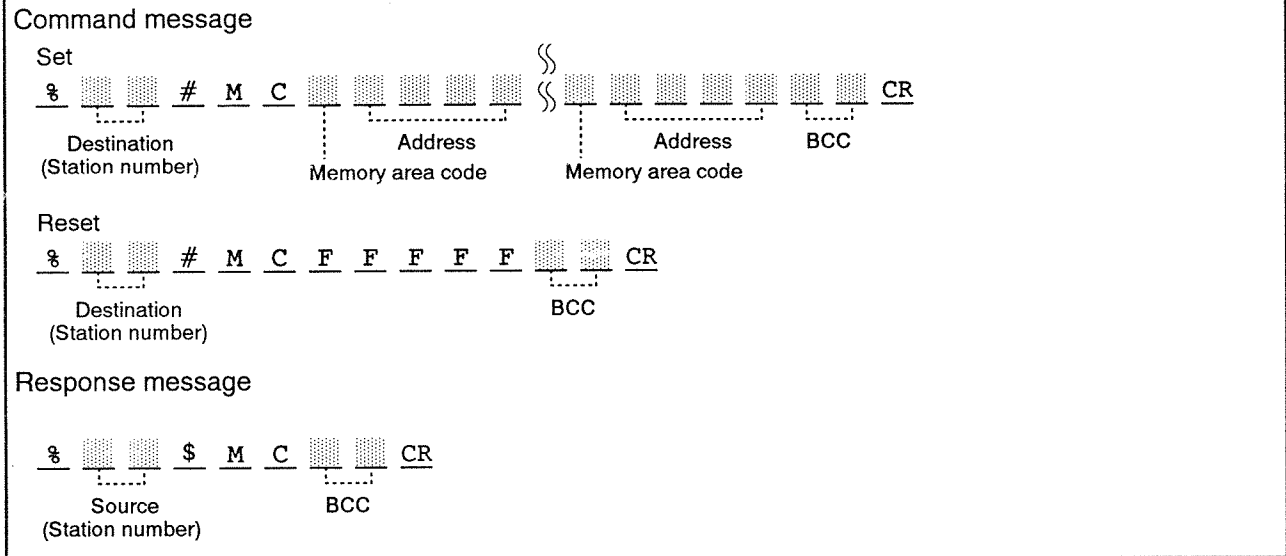 Command message
Set
% # M C CR
Destination Address Address BCC
(Station number) Memory area code Memory area code
Reset
% # M C F F F F F CR
Destination BCC
(Station number)
Response message
% $ M C CR
Source BCC
(Station number)